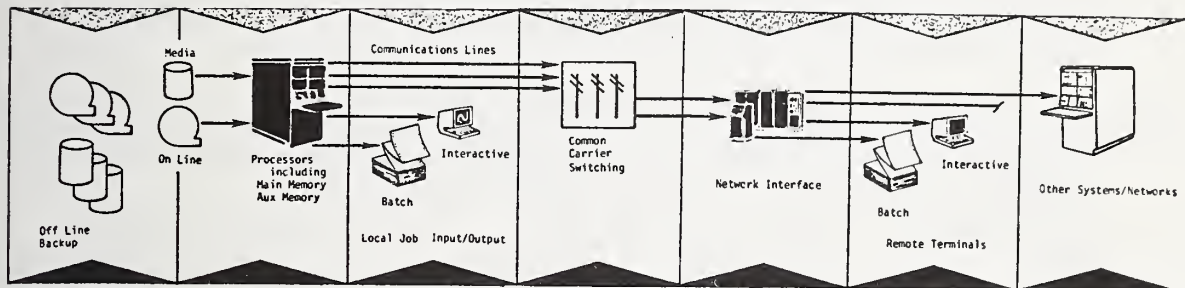 Media
On Line
Off Line
Backup
Processors
including
Main Memory
Aux Memory
Communications Lines
Interactive
Batch
Local Job Input/Output
Common
Carrier
Switching
Network Interface
Interactive
Batch
Remote Terminals
Other Systems/Networks